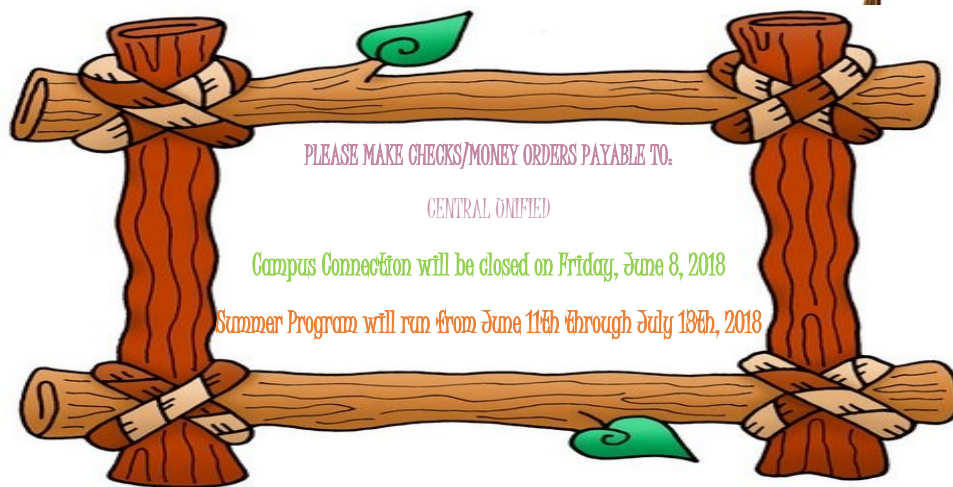 PLEASE MAKE CHECKS/MONEY ORDERS PAYABLE TO:
CENTRAL UNIFIED
Campus Connection will be closed on Friday, June 8, 2018
Summer Program will run from June 11th through July 13th, 2018